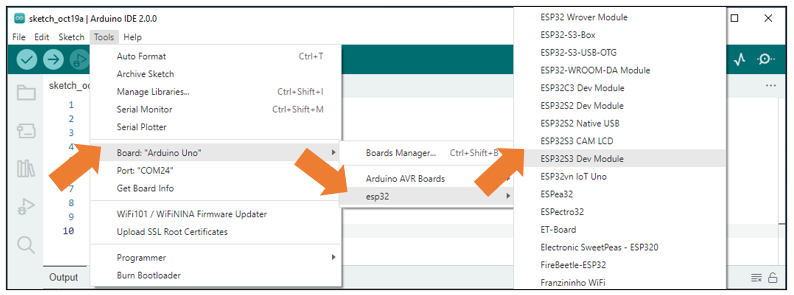 sketch_oct19a | Arduino IDE 2.0.0
File Edit Sketch Tools Help
sketch_oc
1
2
3
4
5
6
7
8
9
10
Output
Auto Format Ctrl+T
Archive Sketch
Manage Libraries... Ctrl+Shift+I
Serial Monitor Ctrl+Shift+M
Serial Plotter
Board: "Arduino Uno"
Port: "COM24"
Get Board Info
WiFi101 / WiFiNINA Firmware Updater
Upload SSL Root Certificates
Programmer
Burn Bootloader
Boards Manager... Ctrl+Shift+B
Arduino AVR Boards
esp32
ESP32 Wrover Module
ESP32-S3-Box
ESP32-S3-USB-OTG
ESP32-WROOM-DA Module
ESP32C3 Dev Module
ESP32S2 Dev Module
ESP32S2 Native USB
ESP32S3 CAM LCD
ESP32S3 Dev Module
ESP32vn IoT Uno
ESPea32
ESPectro32
ET-Board
Electronic SweetPeas - ESP320
FireBeetle-ESP32
Franzininho WiFi